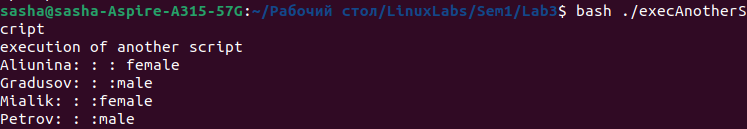 sasha@sasha-Aspire-A315-57G:~/Рабочий стол/LinuxLabs/Sem1/Lab3$ bash ./execAnotherS
cript
execution of another script
Aliunina: : : female
Gradusov: : :male
Mialik: : :female
Petrov: : :male